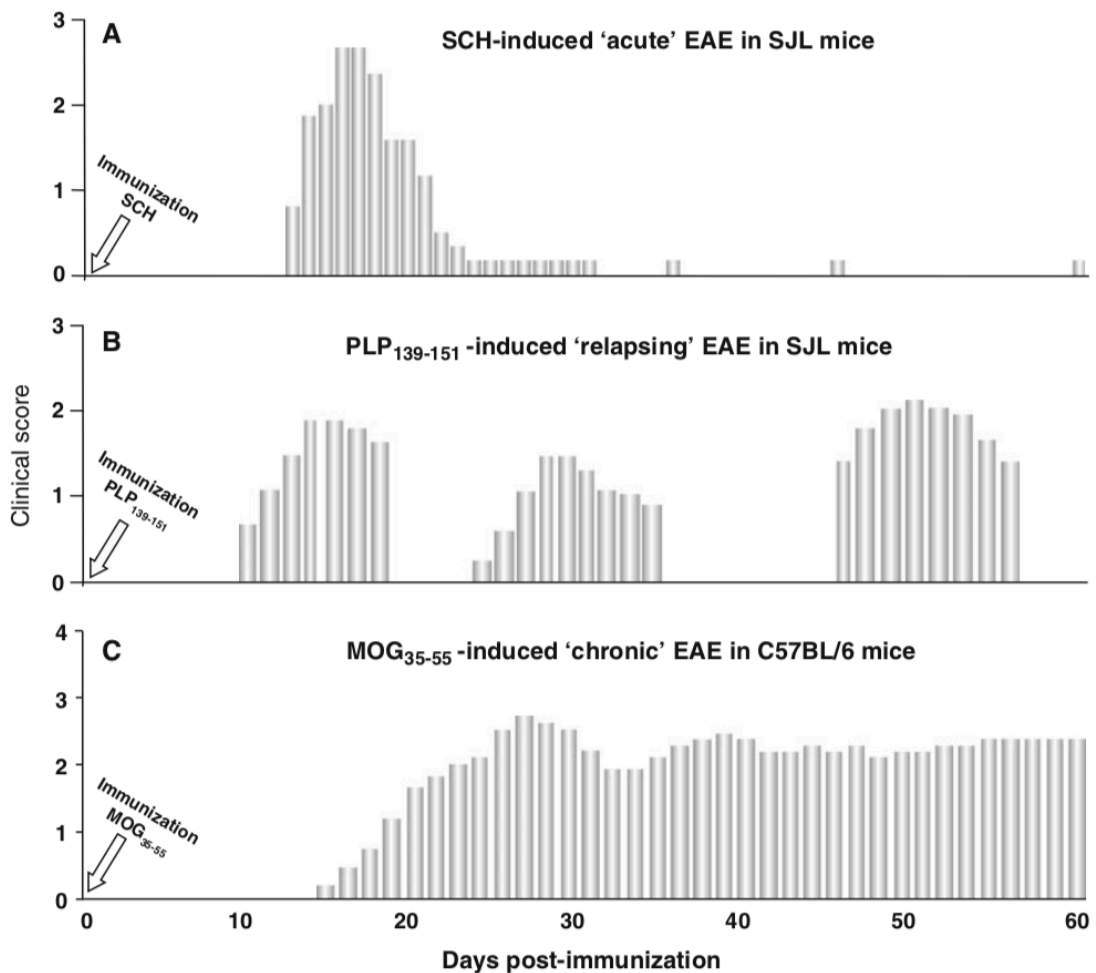 3
A
SCH-induced ‘acute’ EAE in SJL mice
2
1
Immunization
SCH
0
3
B
PLP139-151 -induced ‘relapsing’ EAE in SJL mice
2
Clinical score
1
Immunization
PLP139-151
0
4
C
MOG35-55 -induced ‘chronic’ EAE in C57BL/6 mice
3
2
1
Immunization
MOG35-55
0
0 10 20 30 40 50 60
Days post-immunization